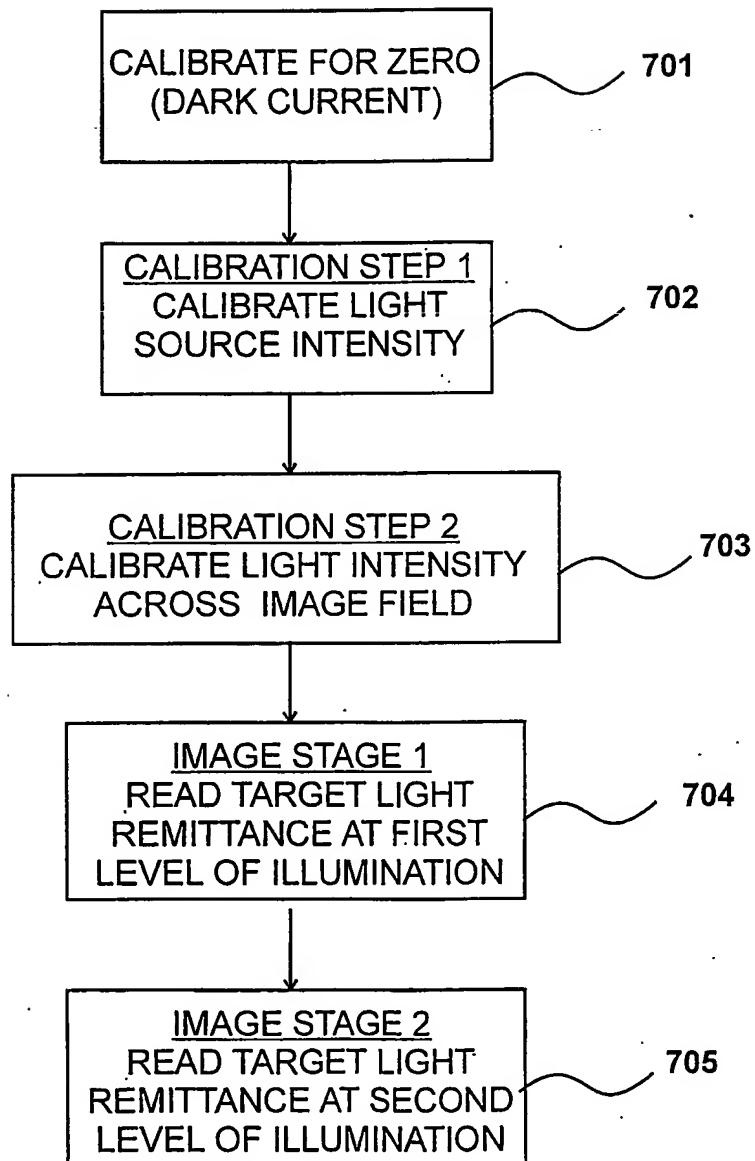 CALIBRATE FOR ZERO
(DARK CURRENT)
701
CALIBRATION STEP 1
CALIBRATE LIGHT
SOURCE INTENSITY
702
CALIBRATION STEP 2
CALIBRATE LIGHT INTENSITY
ACROSS IMAGE FIELD
703
IMAGE STAGE 1
READ TARGET LIGHT
REMITTANCE AT FIRST
LEVEL OF ILLUMINATION
704
IMAGE STAGE 2
READ TARGET LIGHT
REMITTANCE AT SECOND
LEVEL OF ILLUMINATION
705